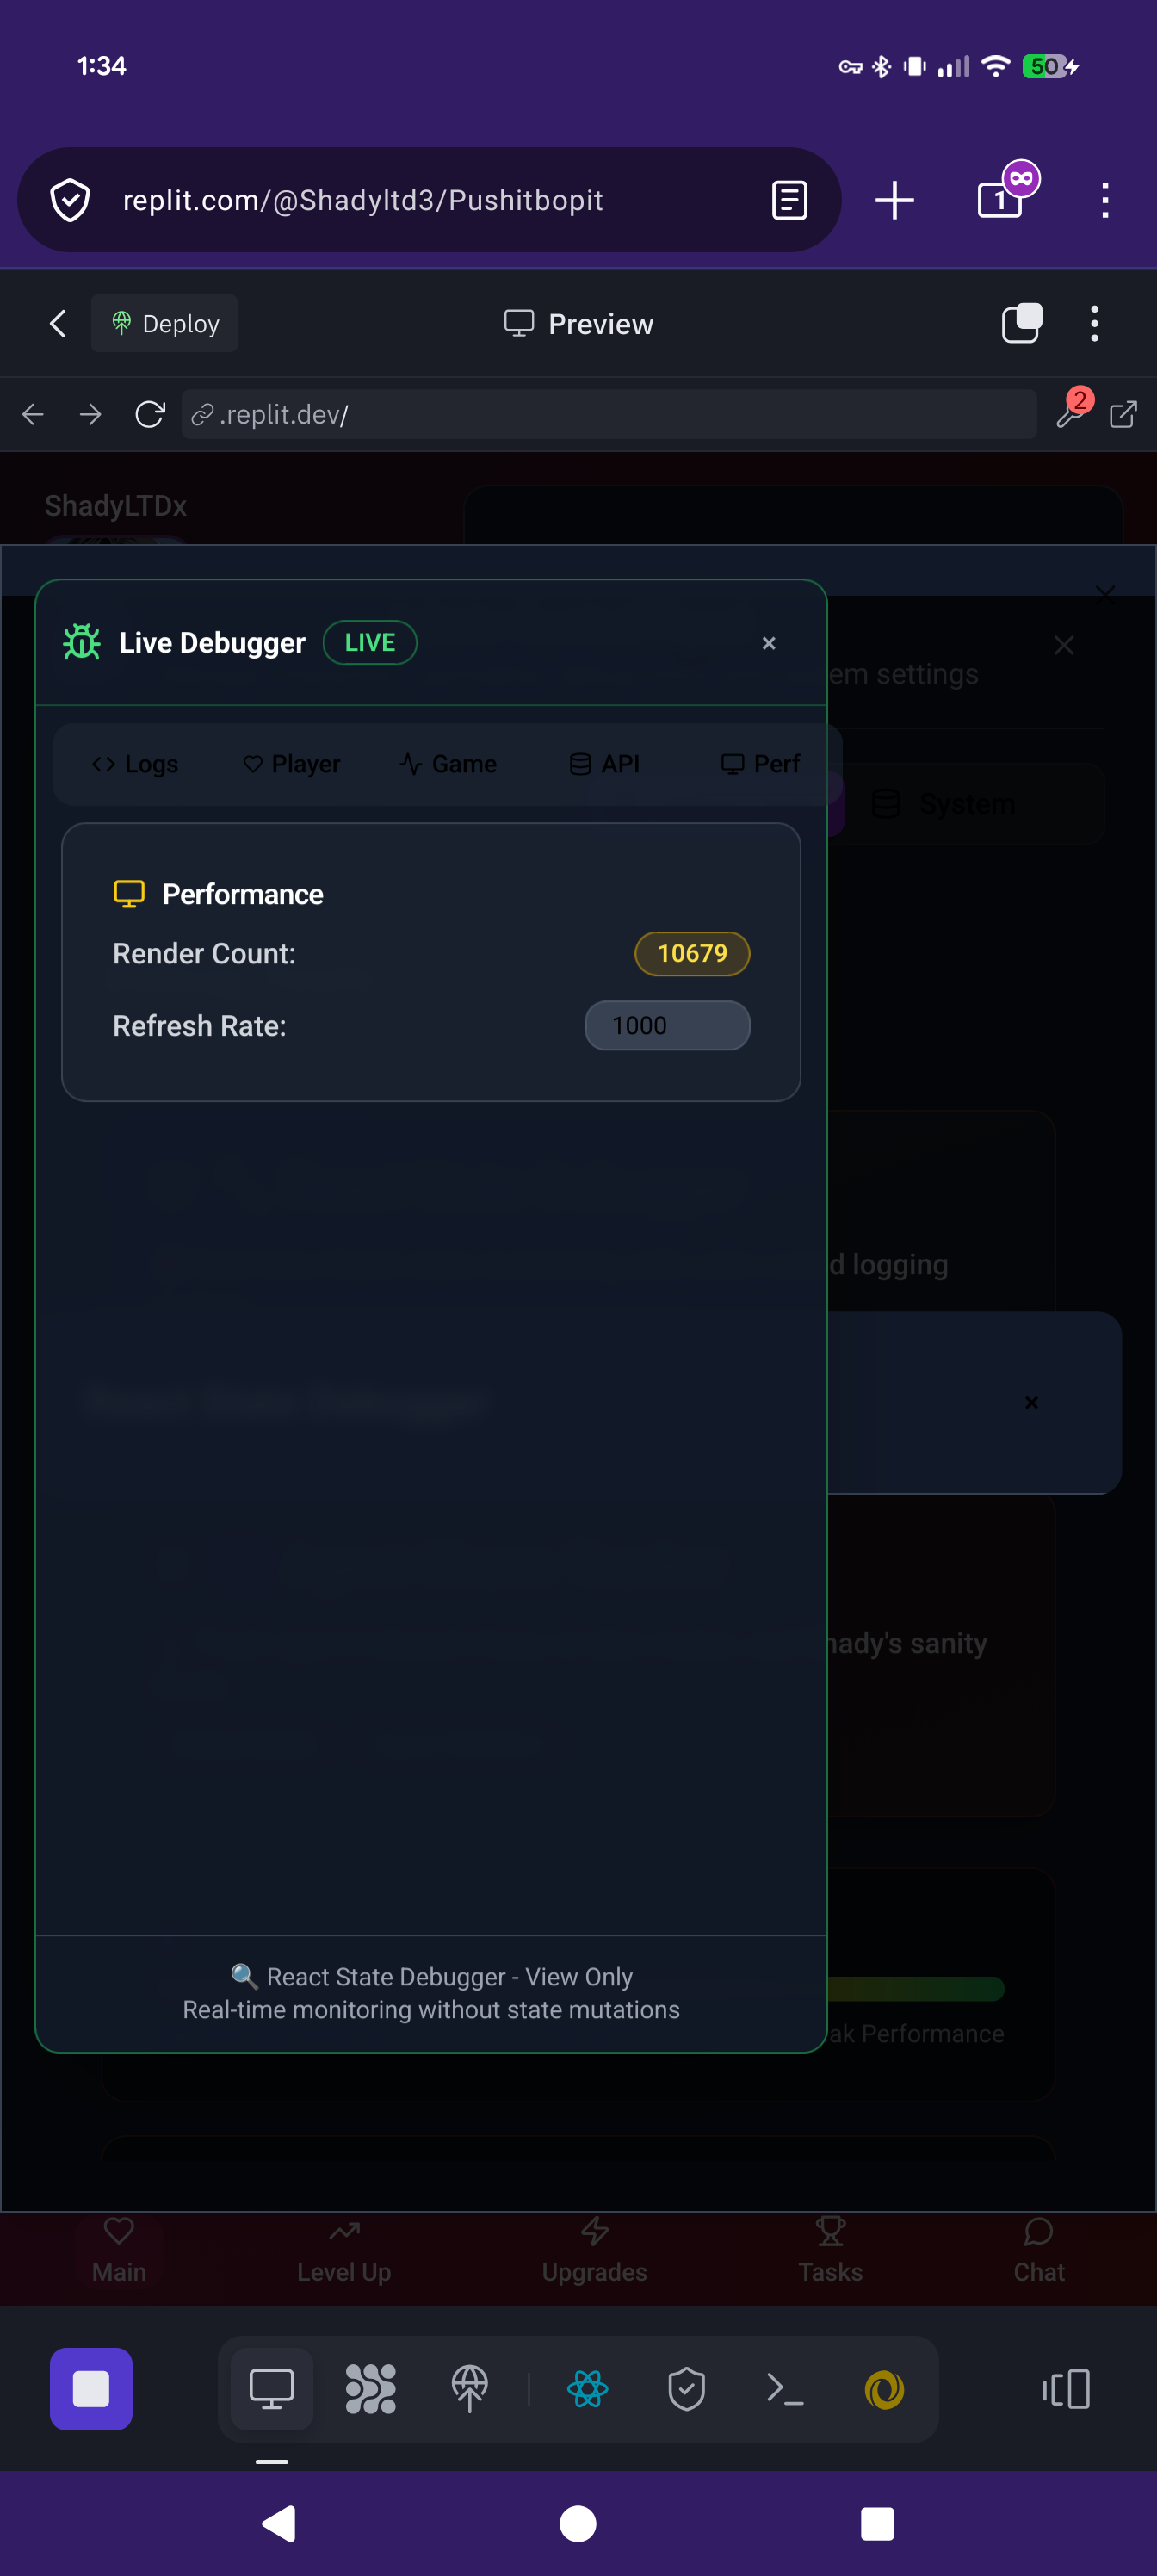 1:34
50
replit.com/@Shadyltd3/Pushitbopit
1
Deploy
Preview
.replit.dev/
2
ShadyLTDx
Live Debugger
LIVE
×
em settings
Logs
Player
Game
API
Perf
System
Performance
Render Count:
10679
Refresh Rate:
1000
d logging
×
hady's sanity
🔍 React State Debugger - View Only
Real-time monitoring without state mutations
ak Performance
Main
Level Up
Upgrades
Tasks
Chat